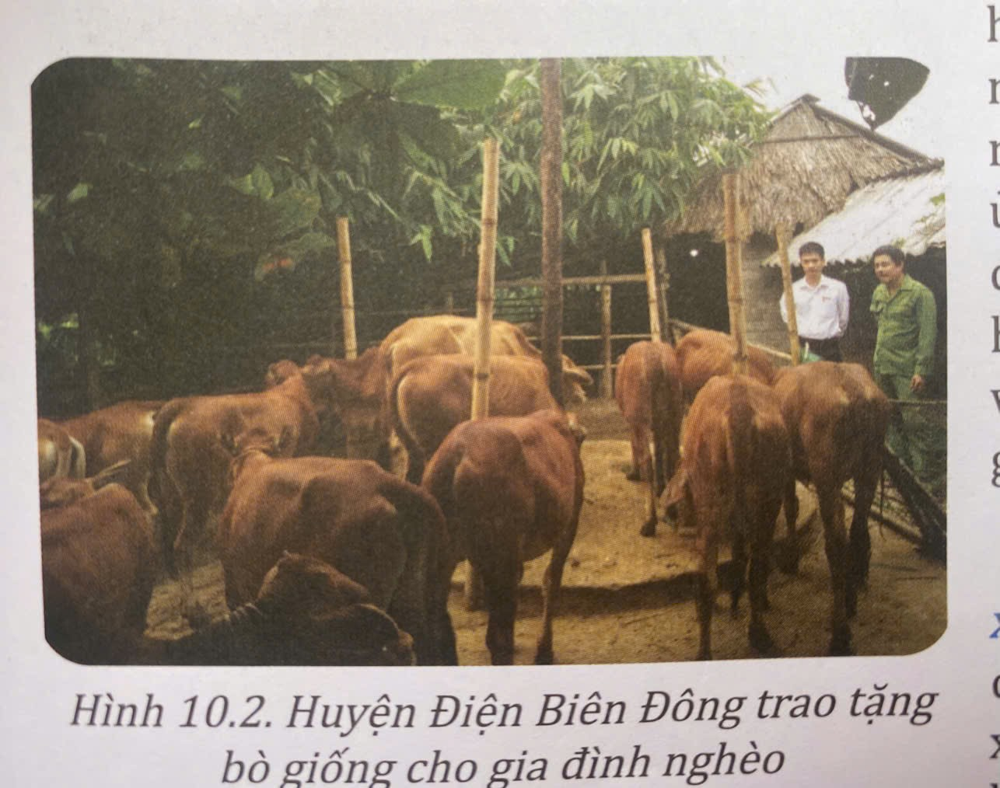 Hình 10.2. Huyện Điện Biên Đông trao tặng
bò giống cho gia đình nghèo